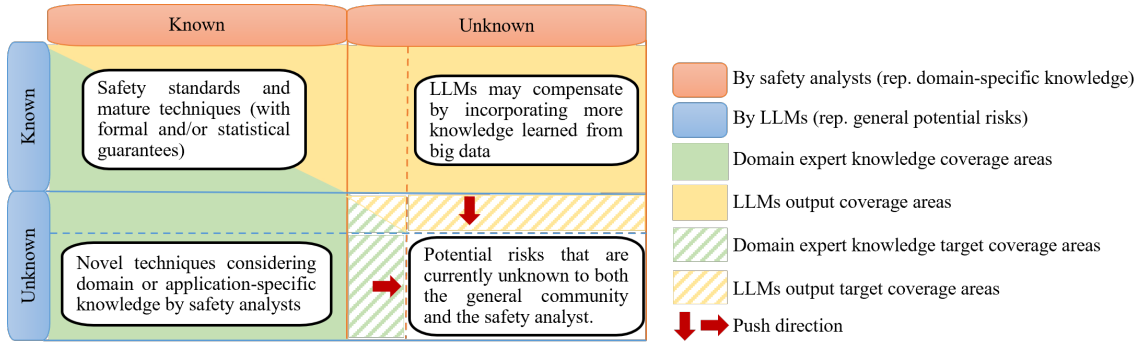 Known
Unknown
Known
Safety standards and
mature techniques (with
formal and/or statistical
guarantees)
LLMs may compensate
by incorporating more
knowledge learned from
big data
Unknown
Novel techniques considering
domain or application-specific
knowledge by safety analysts
Potential risks that are
currently unknown to both
the general community
and the safety analyst.
By safety analysts (rep. domain-specific knowledge)
By LLMs (rep. general potential risks)
Domain expert knowledge coverage areas
LLMs output coverage areas
Domain expert knowledge target coverage areas
LLMs output target coverage areas
Push direction